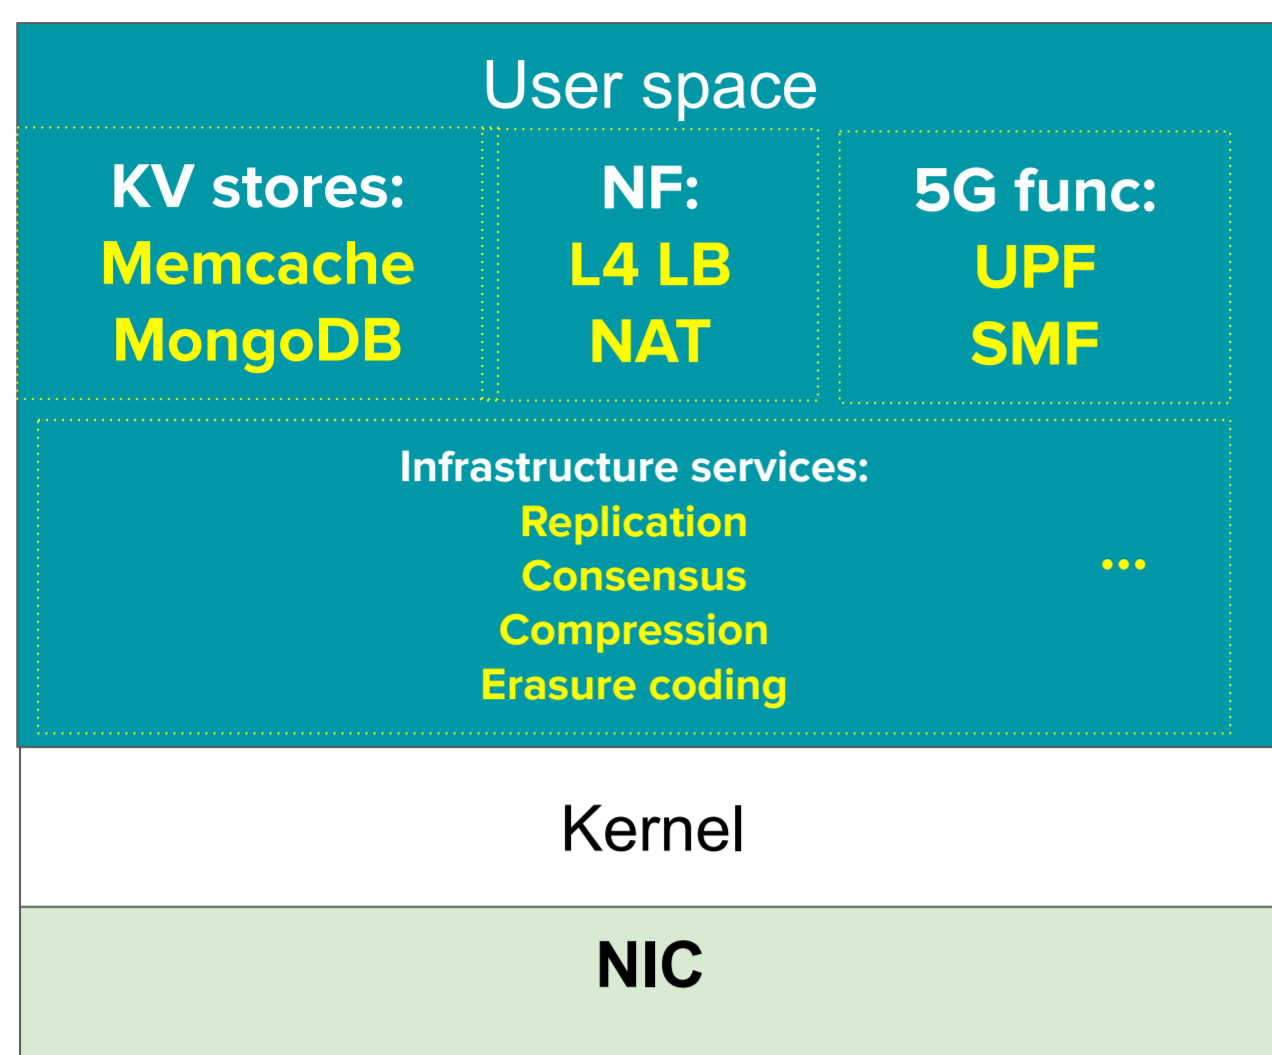 User space
KV stores:
Memcache
MongoDB
NF:
L4 LB
NAT
5G func:
UPF
SMF
Infrastructure services:
Replication
Consensus
Compression
Erasure coding
...
Kernel
NIC